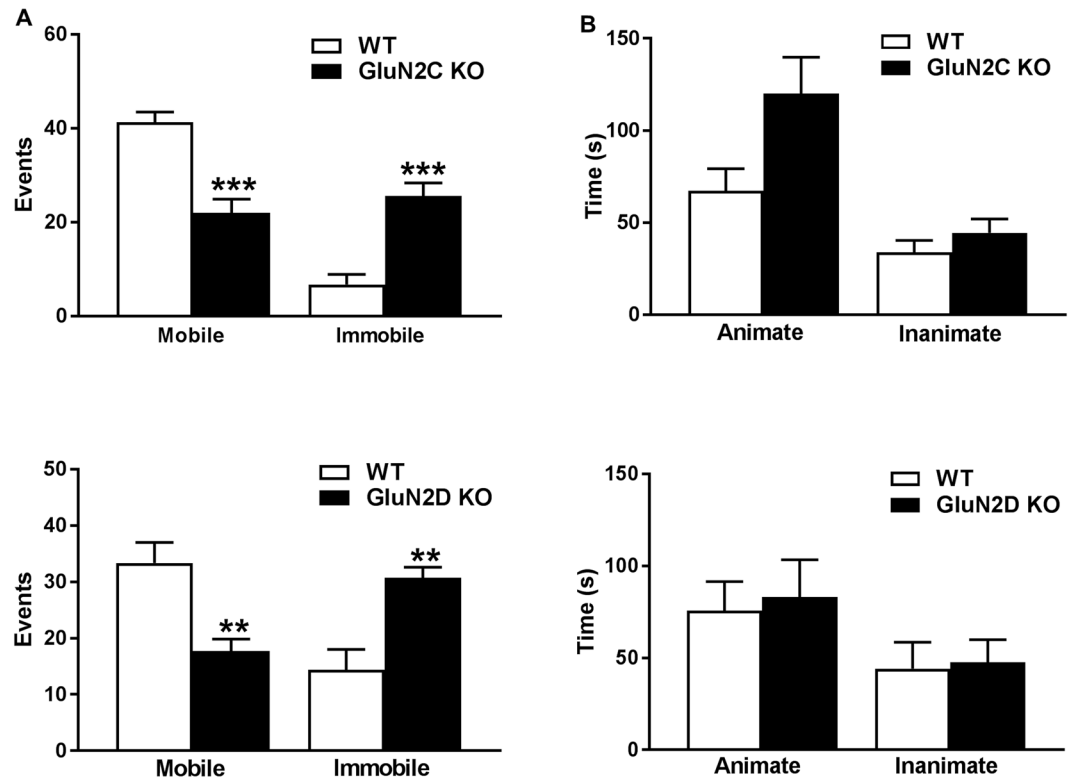 A
60
40
20
0
Events
WT
GluN2C KO
***
***
Mobile
Immobile
B
150
100
50
0
Time (s)
WT
GluN2C KO
Animate
Inanimate
50
40
30
20
10
0
Events
WT
GluN2D KO
**
**
Mobile
Immobile
150
100
50
0
Time (s)
WT
GluN2D KO
Animate
Inanimate